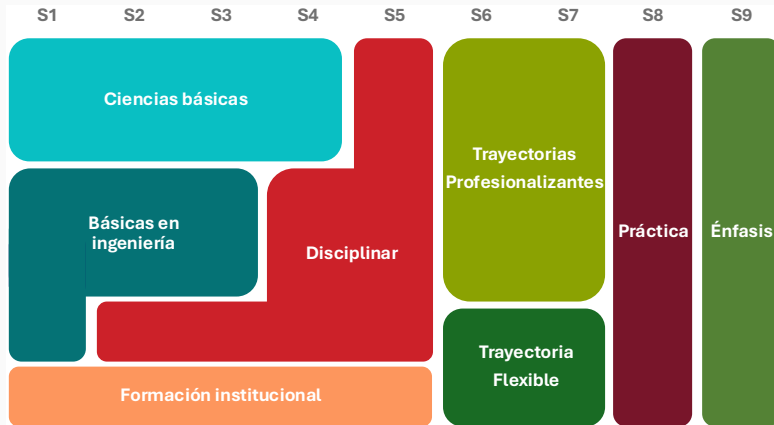 S1 S2 S3 S4 S5 S6 S7 S8 S9
Ciencias básicas
Trayectorias
Profesionalizantes
Básicas en
ingeniería
Disciplinar
Práctica
Énfasis
Trayectoria
Flexible
Formación institucional